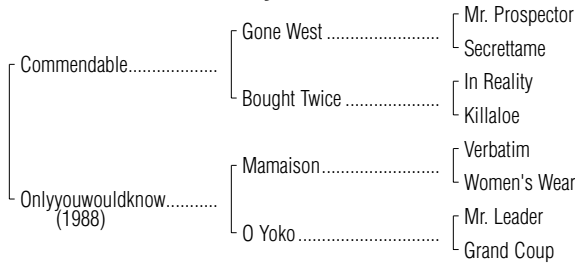 Mr. Prospector
Gone West ........................
Secrettame
Commendable..................
In Reality
Bought Twice ....................
Killaloe
Verbatim
Mamaison.........................
Women's Wear
Onlyyouwouldknow..........
(1988)
Mr. Leader
O Yoko .............................
Grand Coup